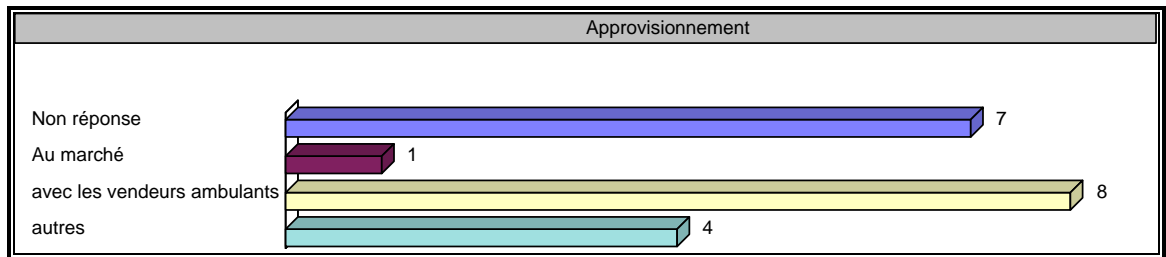 Approvisionnement
Non réponse 7
Au marché 1
avec les vendeurs ambulants 8
autres 4